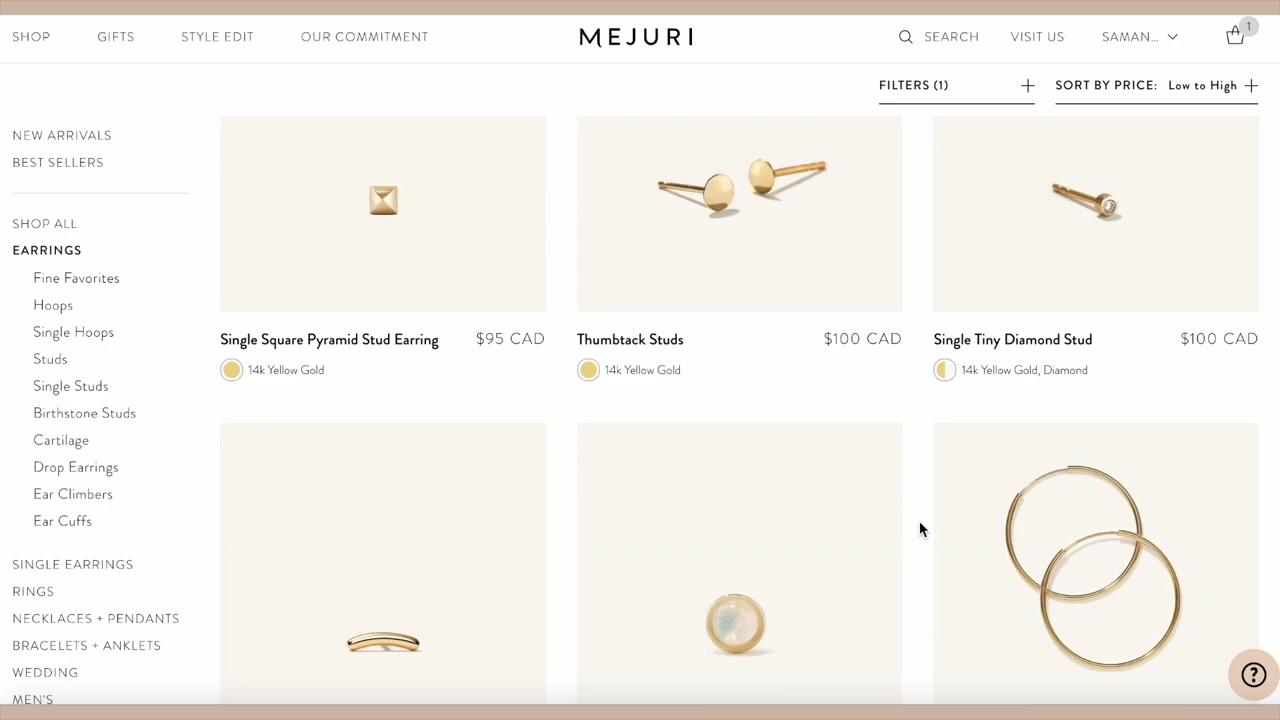 SHOP GIFTS STYLE EDIT OUR COMMITMENT MEJURI SEARCH VISIT US SAMAN... 1
FILTERS (1) + SORT BY PRICE: Low to High +
NEW ARRIVALS
BEST SELLERS
SHOP ALL
EARRINGS
Fine Favorites
Hoops
Single Hoops
Studs
Single Studs
Birthstone Studs
Cartilage
Drop Earrings
Ear Climbers
Ear Cuffs
SINGLE EARRINGS
RINGS
NECKLACES + PENDANTS
BRACELETS + ANKLETS
WEDDING
MEN'S
Single Square Pyramid Stud Earring $95 CAD
14k Yellow Gold
Thumbtack Studs $100 CAD
14k Yellow Gold
Single Tiny Diamond Stud $100 CAD
14k Yellow Gold, Diamond
?